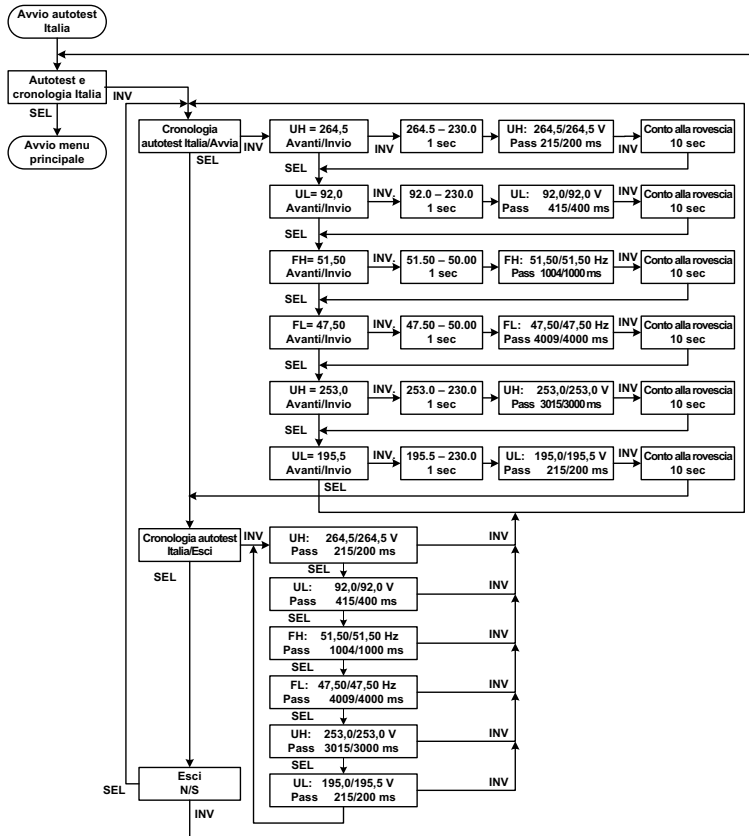 Avvio autotest
Italia
Autotest e
cronologia Italia
INV
SEL
Avvio menu
principale
Cronologia
autotest Italia/Avvia
INV
SEL
UH = 264,5
Avanti/Invio
INV
264.5 – 230.0
1 sec
UH: 264,5/264,5 V
Pass 215/200 ms
INV
Conto alla rovescia
10 sec
SEL
UL= 92,0
Avanti/Invio
INV.
92.0 – 230.0
1 sec
UL: 92,0/92,0 V
Pass 415/400 ms
INV
Conto alla rovescia
10 sec
SEL
FH= 51,50
Avanti/Invio
INV.
51.50 – 50.00
1 sec
FH: 51,50/51,50 Hz
Pass 1004/1000 ms
INV
Conto alla rovescia
10 sec
SEL
FL= 47,50
Avanti/Invio
INV.
47.50 – 50.00
1 sec
FL: 47,50/47,50 Hz
Pass 4009/4000 ms
INV
Conto alla rovescia
10 sec
SEL
UH = 253,0
Avanti/Invio
INV.
253.0 – 230.0
1 sec
UH: 253,0/253,0 V
Pass 3015/3000 ms
INV
Conto alla rovescia
10 sec
SEL
UL= 195,5
Avanti/Invio
INV.
195.5 – 230.0
1 sec
UL: 195,0/195,5 V
Pass 215/200 ms
INV
Conto alla rovescia
10 sec
SEL
Cronologia autotest
Italia/Esci
INV
SEL
UH: 264,5/264,5 V
Pass 215/200 ms
INV
SEL
UL: 92,0/92,0 V
Pass 415/400 ms
INV
SEL
FH: 51,50/51,50 Hz
Pass 1004/1000 ms
INV
SEL
FL: 47,50/47,50 Hz
Pass 4009/4000 ms
INV
SEL
UH: 253,0/253,0 V
Pass 3015/3000 ms
INV
SEL
UL: 195,0/195,5 V
Pass 215/200 ms
INV
Esci
N/S
SEL
INV